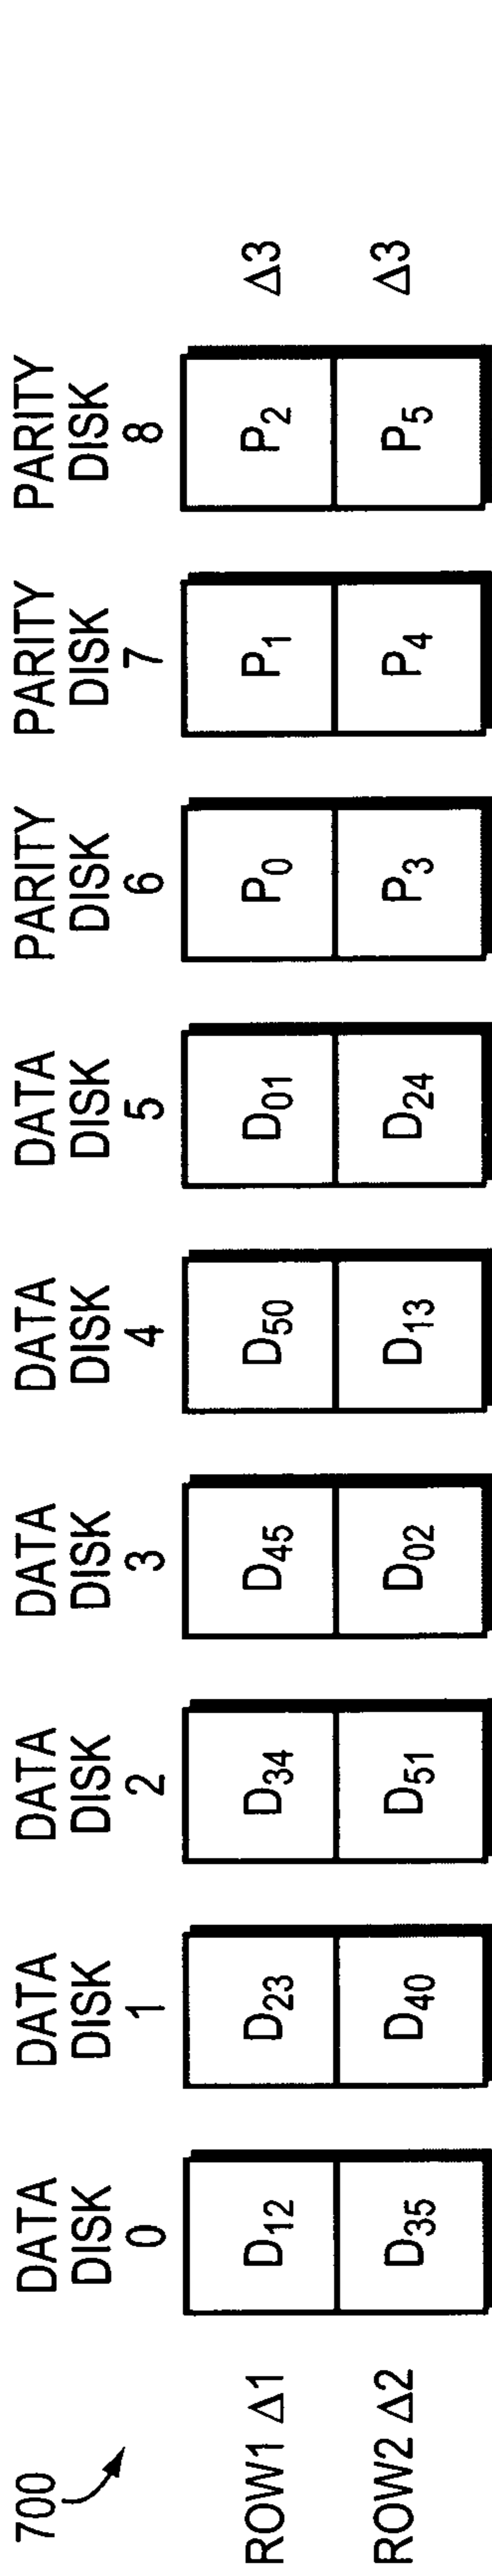 700
DATA DISK 0 DATA DISK 1 DATA DISK 2 DATA DISK 3 DATA DISK 4 DATA DISK 5 PARITY DISK 6 PARITY DISK 7 PARITY DISK 8
ROW1 Δ1 D₁₂ D₂₃ D₃₄ D₄₅ D₅₀ D₀₁ P₀ P₁ P₂ Δ3
ROW2 Δ2 D₃₅ D₄₀ D₅₁ D₀₂ D₁₃ D₂₄ P₃ P₄ P₅ Δ3